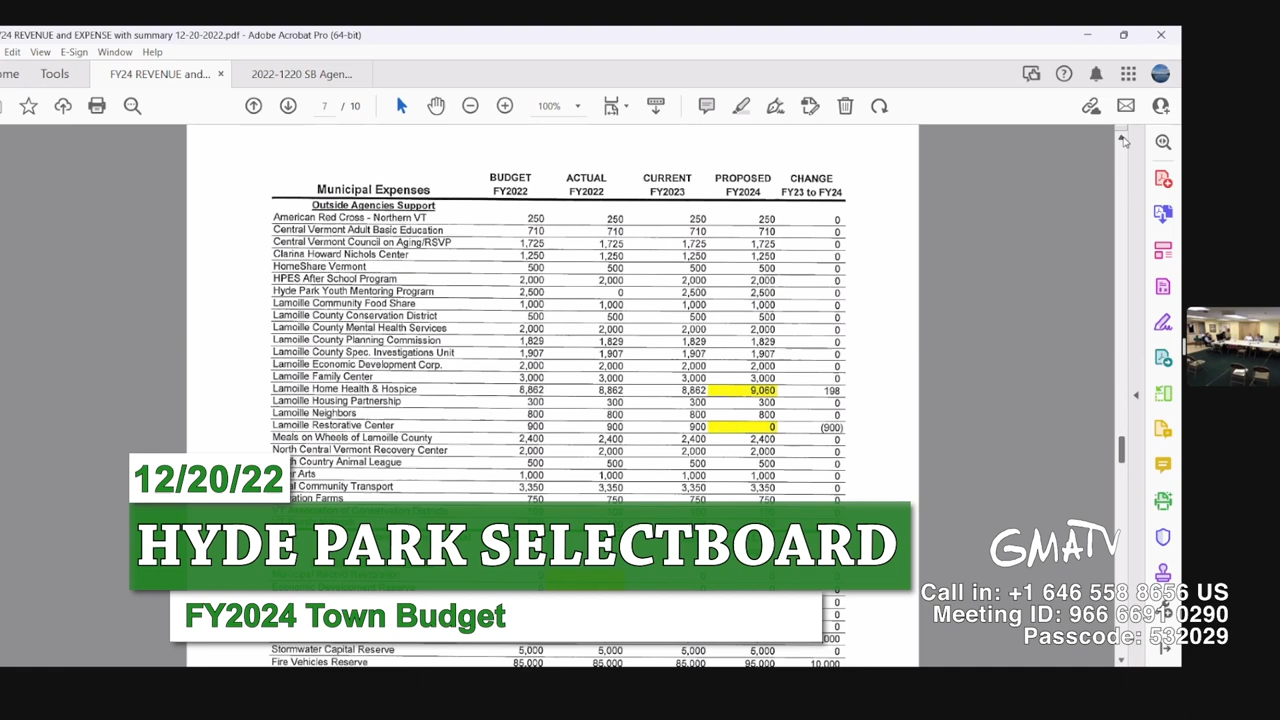 Y24 REVENUE and EXPENSE with summary 12-20-2022.pdf - Adobe Acrobat Pro (64-bit)
Edit View E-Sign Window Help
ome Tools FY24 REVENUE and... × 2022-1220 SB Agen...
7 / 10 100%
BUDGET ACTUAL CURRENT PROPOSED CHANGE
Municipal Expenses FY2022 FY2022 FY2023 FY2024 FY23 to FY24
Outside Agencies Support
American Red Cross - Northern VT 250 250 250 250 0
Central Vermont Adult Basic Education 710 710 710 710 0
Central Vermont Council on Aging/RSVP 1,725 1,725 1,725 1,725 0
Clarina Howard Nichols Center 1,250 1,250 1,250 1,250 0
HomeShare Vermont 500 500 500 500 0
HPES After School Program 2,000 2,000 2,000 2,000 0
Hyde Park Youth Mentoring Program 2,500 0 2,500 2,500 0
Lamoille Community Food Share 1,000 1,000 1,000 1,000 0
Lamoille County Conservation District 500 500 500 500 0
Lamoille County Mental Health Services 2,000 2,000 2,000 2,000 0
Lamoille County Planning Commission 1,829 1,829 1,829 1,829 0
Lamoille County Spec. Investigations Unit 1,907 1,907 1,907 1,907 0
Lamoille Economic Development Corp. 2,000 2,000 2,000 2,000 0
Lamoille Family Center 3,000 3,000 3,000 3,000 0
Lamoille Home Health & Hospice 8,862 8,862 8,862 9,060 198
Lamoille Housing Partnership 300 300 300 300 0
Lamoille Neighbors 800 800 800 800 0
Lamoille Restorative Center 900 900 900 0 (900)
Meals on Wheels of Lamoille County 2,400 2,400 2,400 2,400 0
North Central Vermont Recovery Center 2,000 2,000 2,000 2,000 0
h Country Animal League 500 500 500 500 0
er Arts 1,000 1,000 1,000 1,000 0
l Community Transport 3,350 3,350 3,350 3,350 0
ation Farms 750 750 750 750 0
12/20/22
HYDE PARK SELECTBOARD
FY2024 Town Budget
Stormwater Capital Reserve 5,000 5,000 5,000 5,000 0
Fire Vehicles Reserve 85,000 85,000 85,000 95,000 10,000
GMATV
Call in: +1 646 558 8656 US
Meeting ID: 966 6691 0290
Passcode: 532029